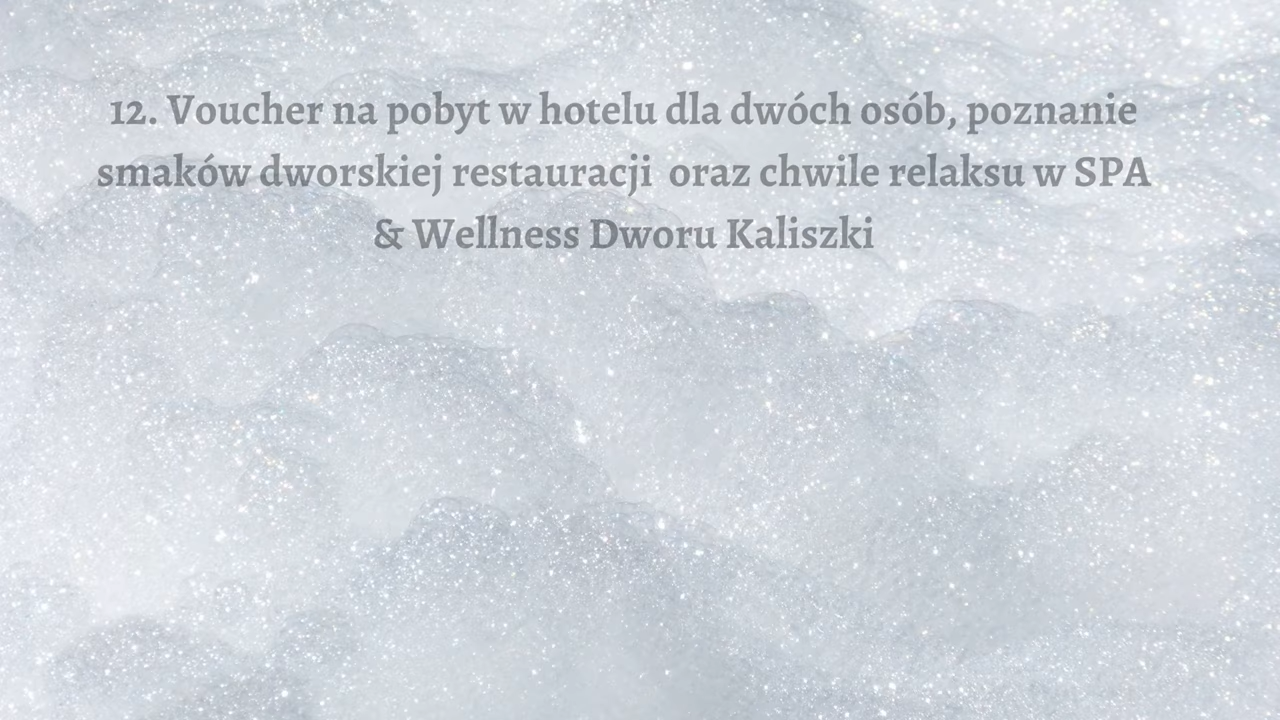 12. Voucher na pobyt w hotelu dla dwóch osób, poznanie
smaków dworskiej restauracji oraz chwile relaksu w SPA
& Wellness Dworu Kaliszki